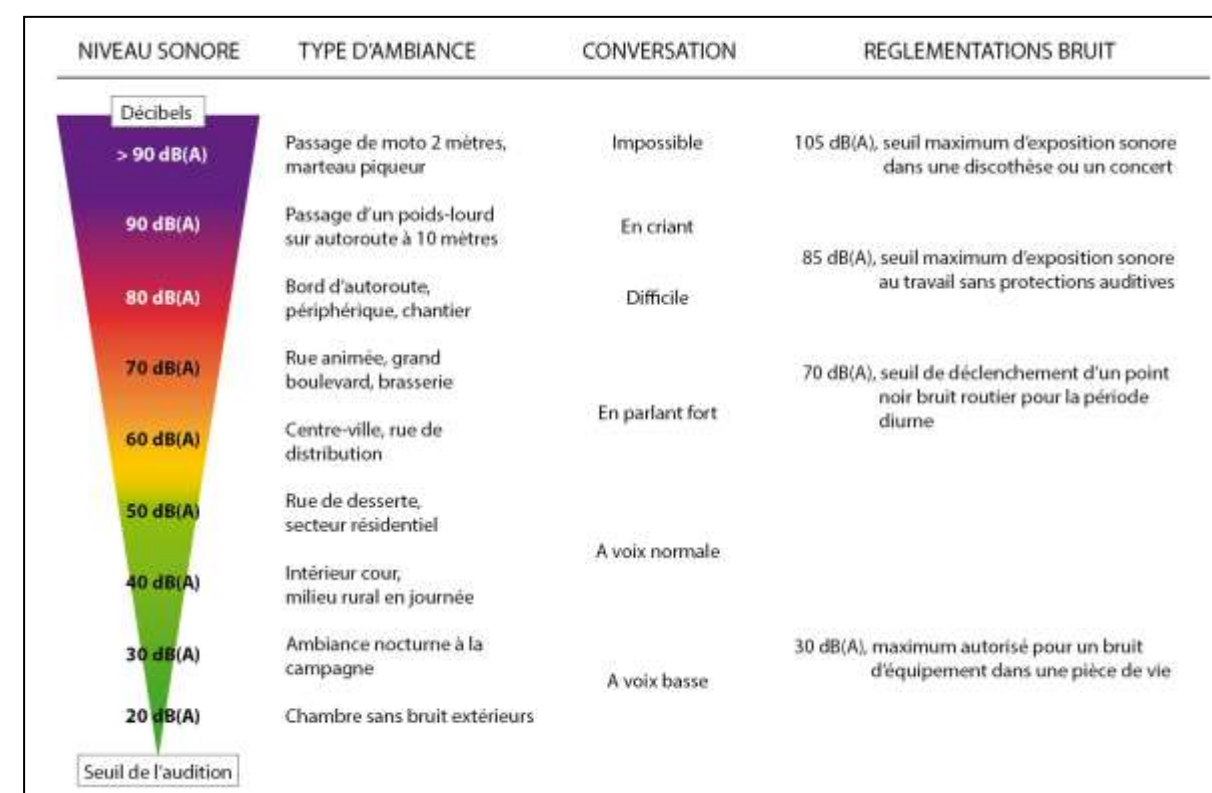 NIVEAU SONORE TYPE D'AMBIANCE CONVERSATION REGLEMENTATIONS BRUIT
Décibels
> 90 dB(A)
Passage de moto 2 mètres,
marteau piqueur
Impossible
105 dB(A), seuil maximum d'exposition sonore
dans une discothèse ou un concert
90 dB(A)
Passage d'un poids-lourd
sur autoroute à 10 mètres
En criant
85 dB(A), seuil maximum d'exposition sonore
au travail sans protections auditives
80 dB(A)
Bord d'autoroute,
périphérique, chantier
Difficile
70 dB(A)
Rue animée, grand
boulevard, brasserie
70 dB(A), seuil de déclenchement d'un point
noir bruit routier pour la période
diurne
En parlant fort
60 dB(A)
Centre-ville, rue de
distribution
50 dB(A)
Rue de desserte,
secteur résidentiel
A voix normale
40 dB(A)
Intérieur cour,
milieu rural en journée
30 dB(A)
Ambiance nocturne à la
campagne
30 dB(A), maximum autorisé pour un bruit
d'équipement dans une pièce de vie
A voix basse
20 dB(A)
Chambre sans bruit extérieurs
Seuil de l'audition